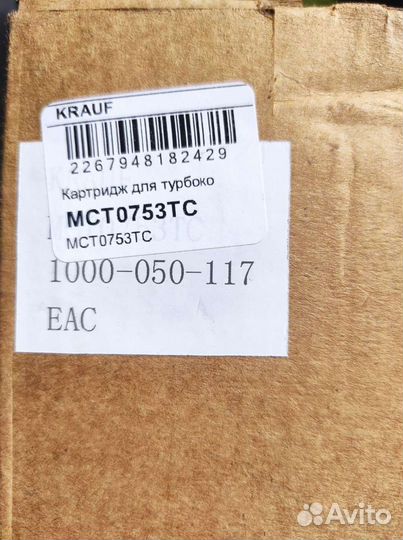 KRAUF
2267948182429
Картридж для турбоко
MCT0753TC
MCT0753TC
1000-050-117
EAC
Avito